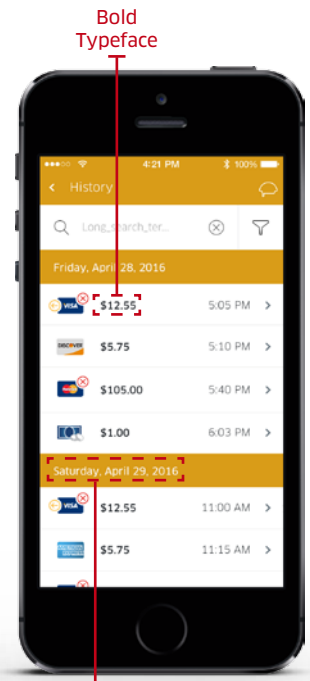 Bold
Typeface
4:21 PM 100%
History
Long_search_ter...
Friday, April 28, 2016
VISA $12.55 5:05 PM
DISCOVER $5.75 5:10 PM
$105.00 5:40 PM
$1.00 6:03 PM
Saturday, April 29, 2016
VISA $12.55 11:00 AM
$5.75 11:15 AM